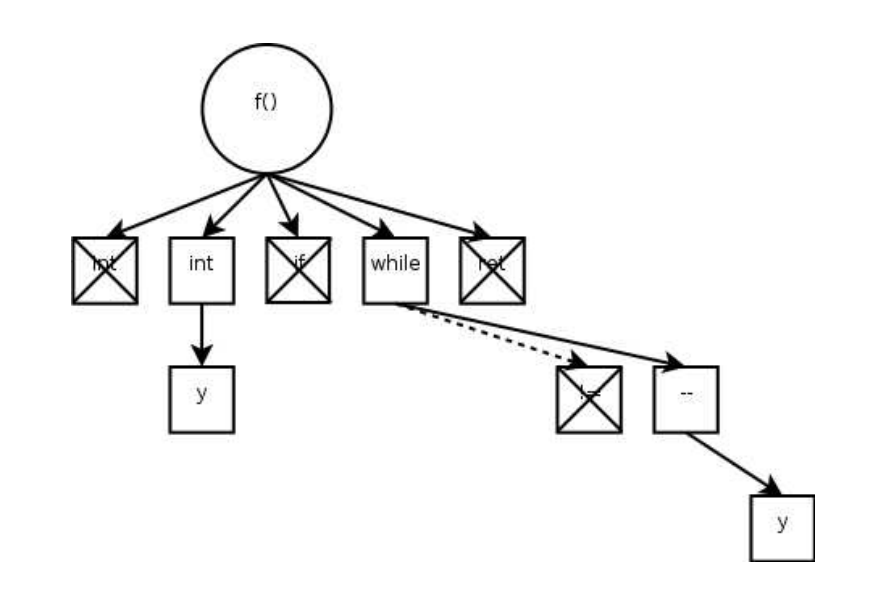 f()
int
int
if
while
ret
y
!=
--
y